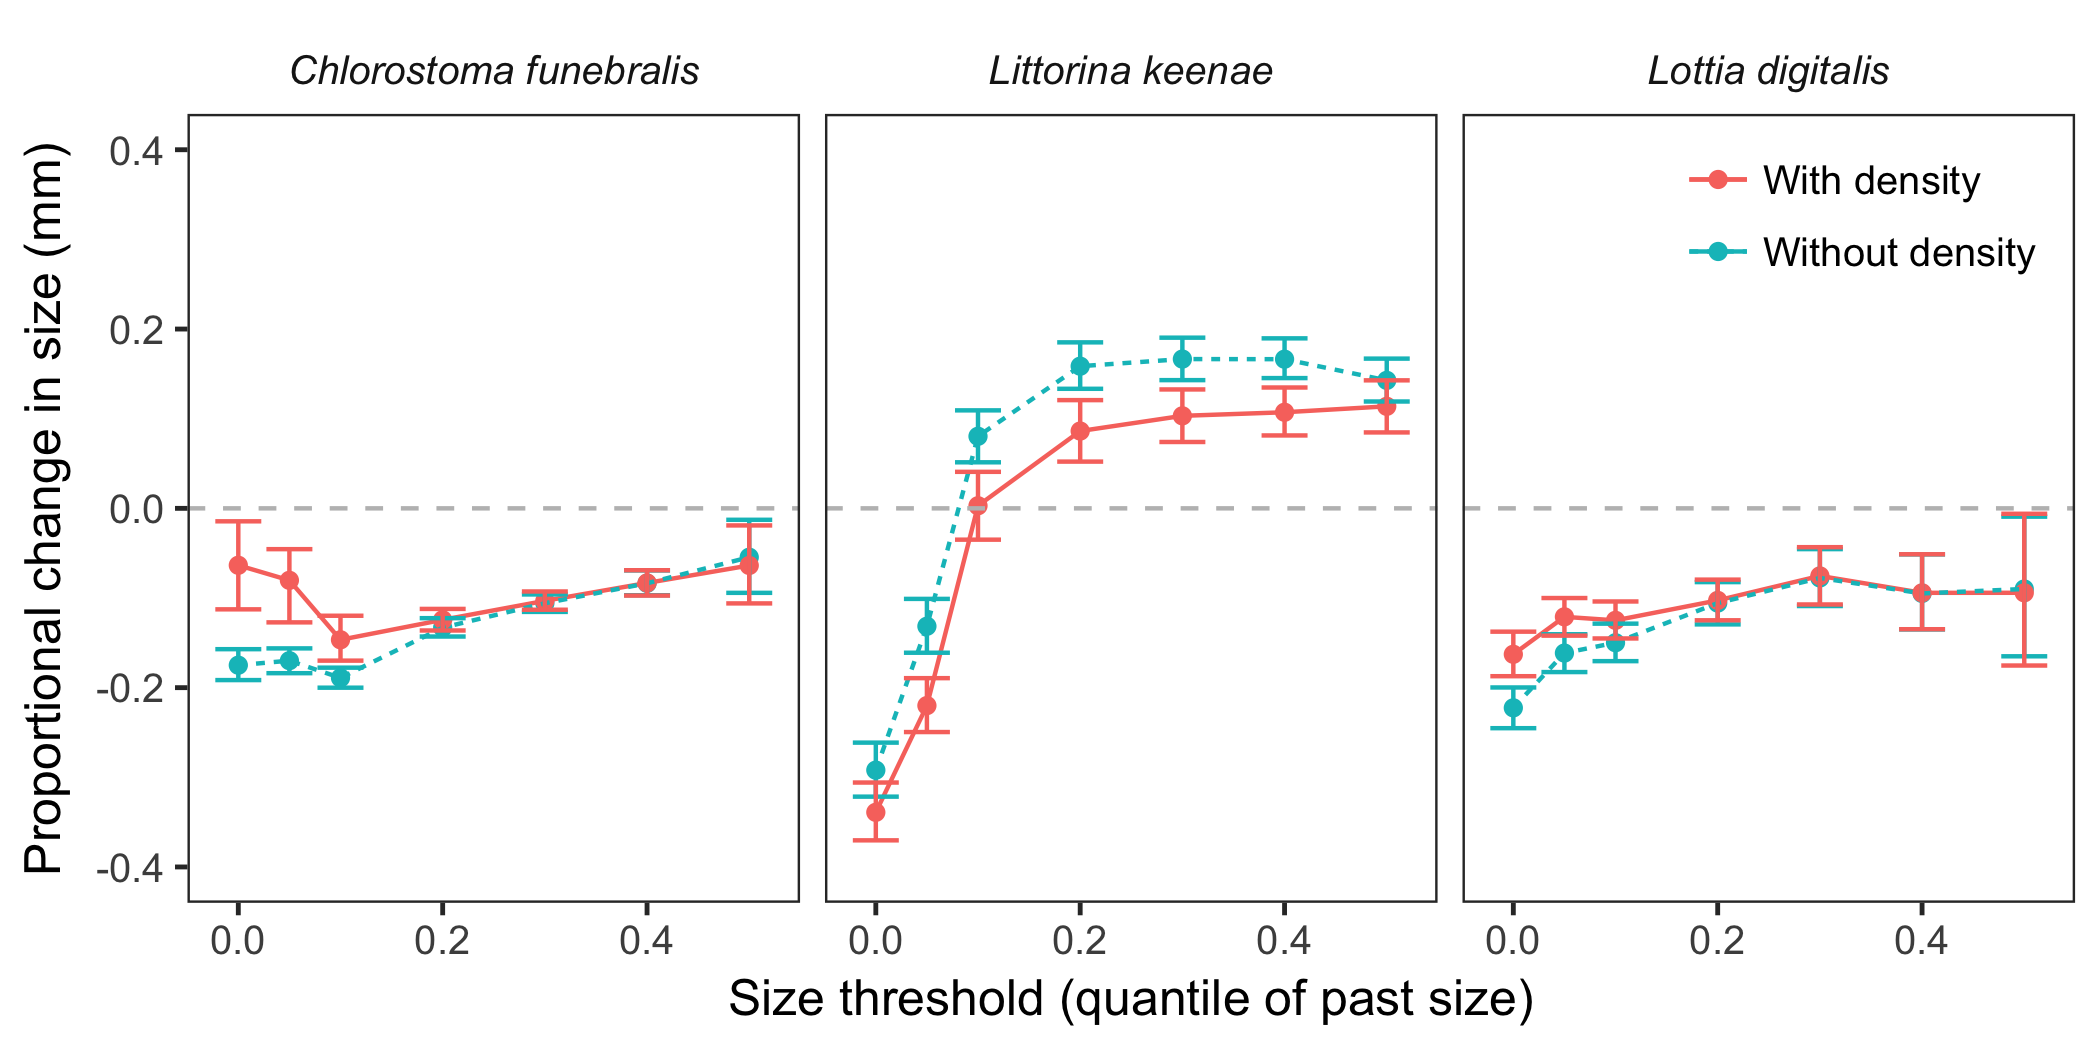 Chlorostoma funebralis
Littorina keenae
Lottia digitalis
Proportional change in size (mm)
0.4
0.2
0.0
-0.2
-0.4
With density
Without density
0.0 0.2 0.4
0.0 0.2 0.4
0.0 0.2 0.4
Size threshold (quantile of past size)